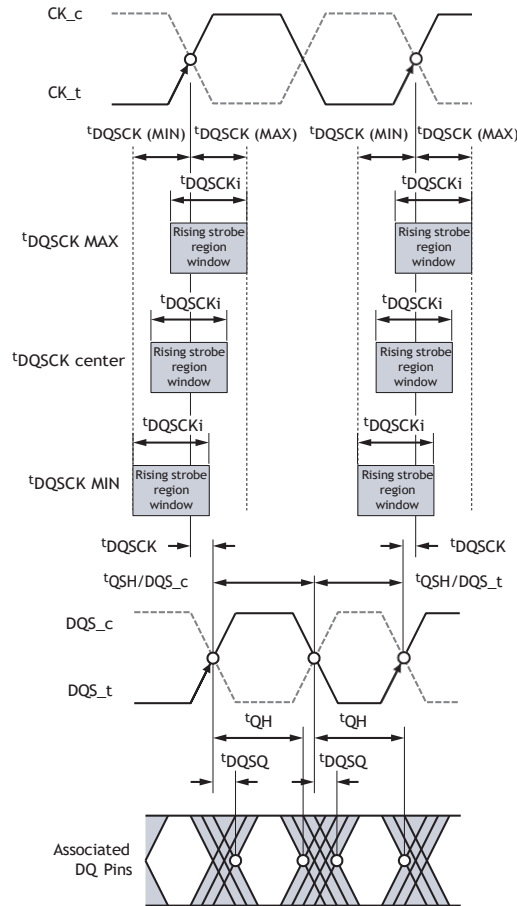 CK_c
CK_t
tDQSCK (MIN) tDQSCK (MAX) tDQSCK (MIN) tDQSCK (MAX)
tDQSCKi tDQSCKi
tDQSCK MAX
Rising strobe region window
Rising strobe region window
tDQSCKi tDQSCKi
tDQSCK center
Rising strobe region window
Rising strobe region window
tDQSCKi tDQSCKi
tDQSCK MIN
Rising strobe region window
Rising strobe region window
tDQSCK tDQSCK
tQSH/DQS_c tQSH/DQS_t
DQS_c
DQS_t
tQH tQH
tDQSQ tDQSQ
Associated
DQ Pins